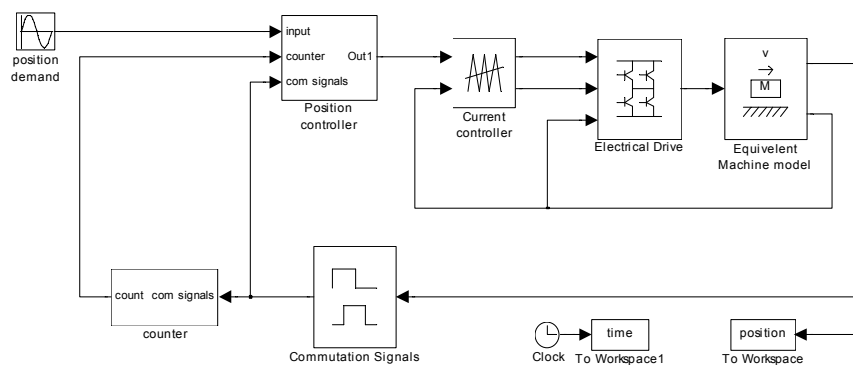 position
demand
input
counter
com signals
Out1
Position
controller
Current
controller
Electrical Drive
v
M
Equivelent
Machine model
count com signals
counter
Commutation Signals
Clock
time
To Workspace1
position
To Workspace